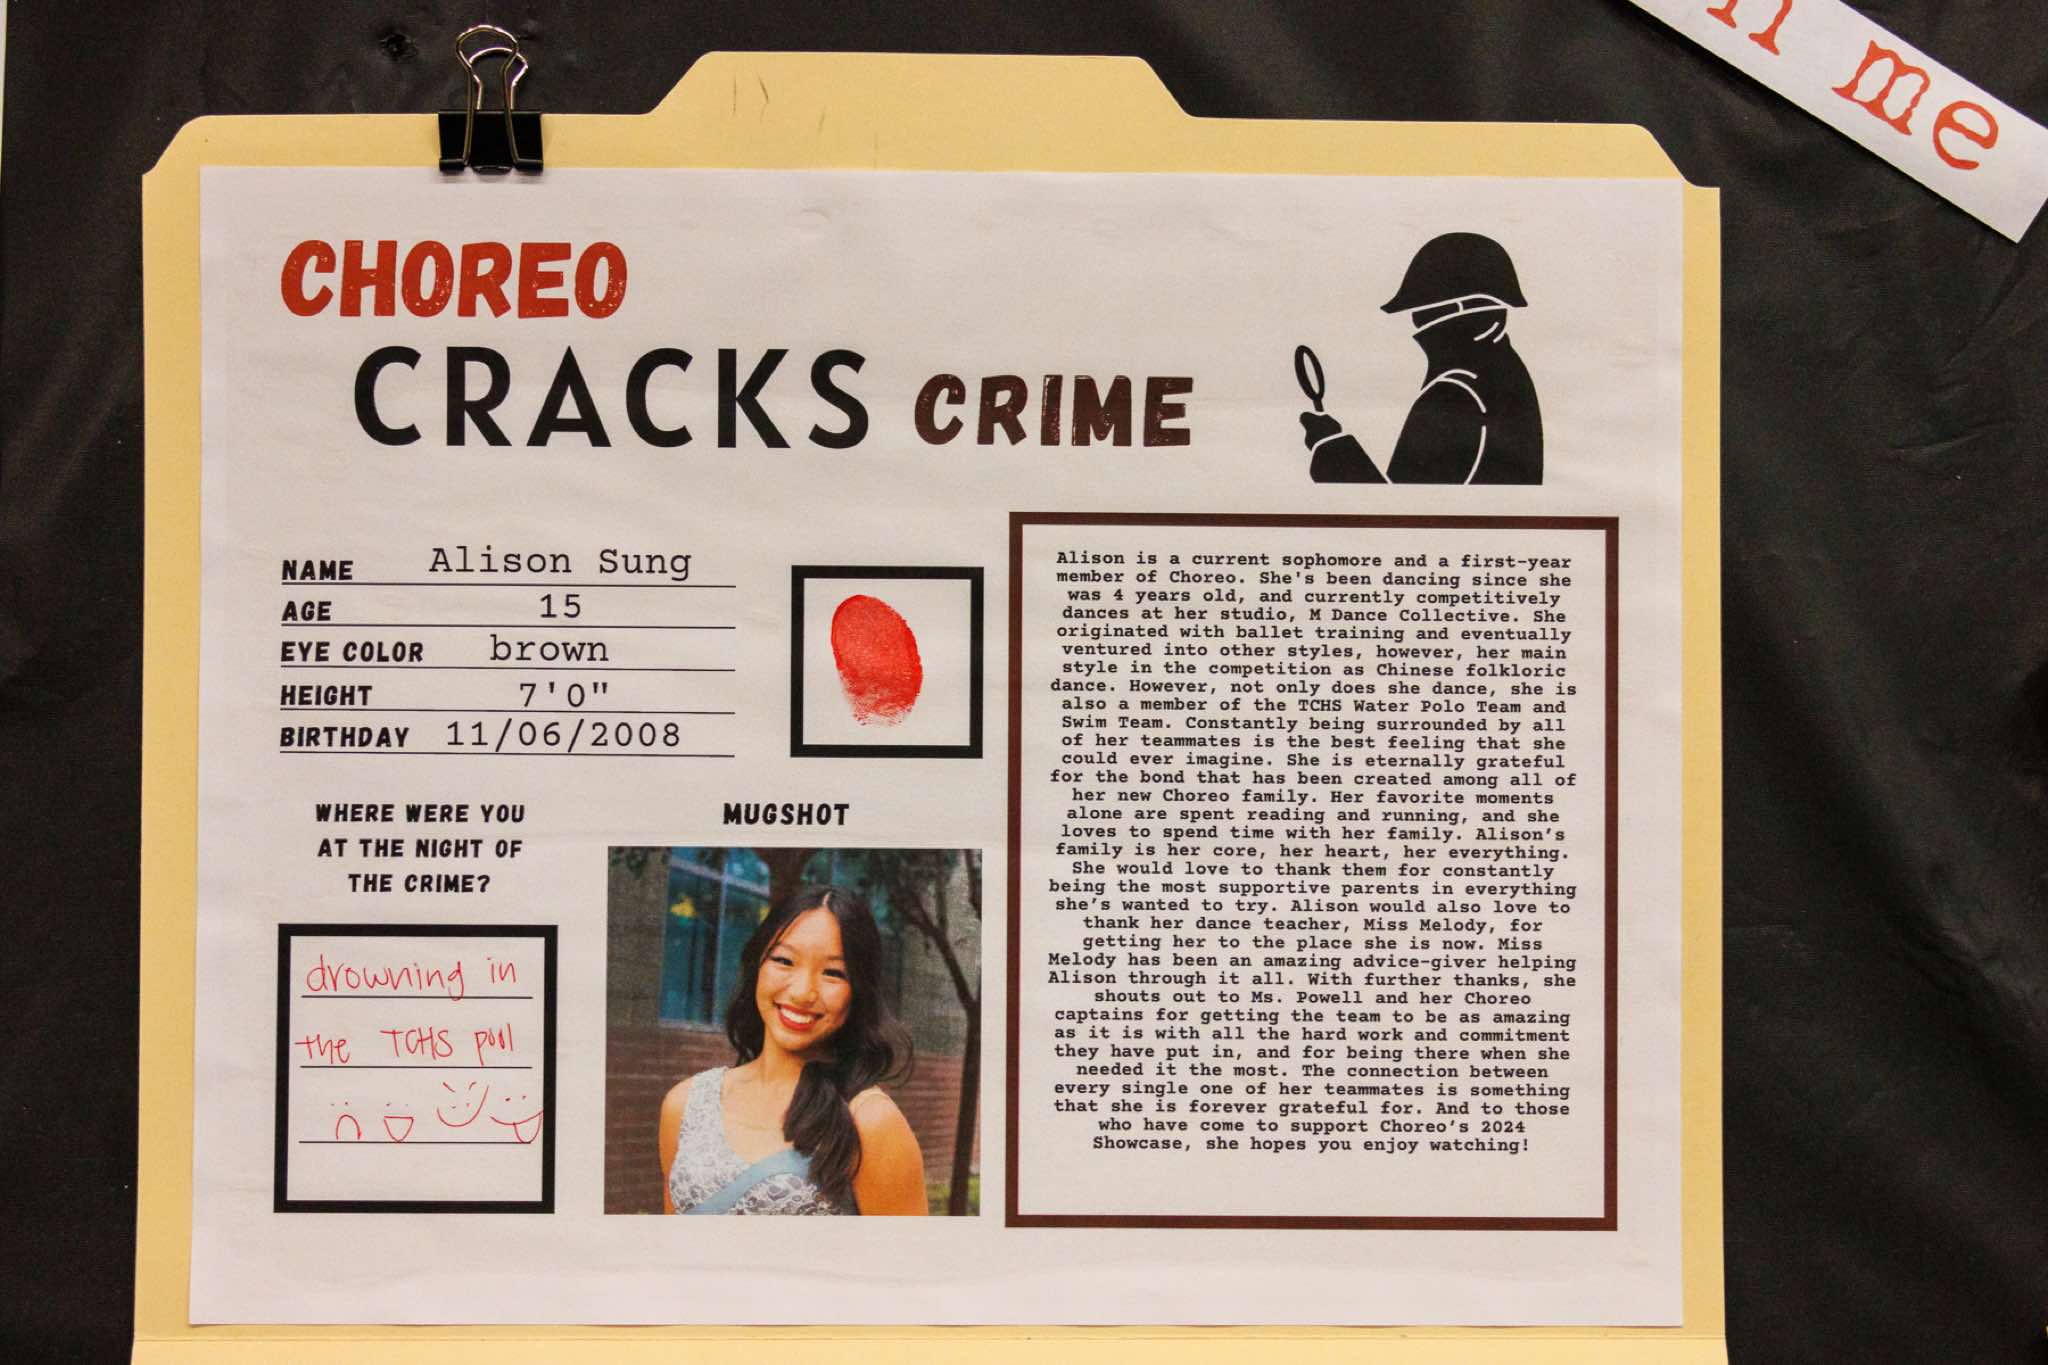 n me
CHOREO
CRACKS CRIME
NAME Alison Sung
AGE 15
EYE COLOR brown
HEIGHT 7'0"
BIRTHDAY 11/06/2008
WHERE WERE YOU
AT THE NIGHT OF
THE CRIME?
drowning in
the TCHS pool
MUGSHOT
Alison is a current sophomore and a first-year
member of Choreo. She's been dancing since she
was 4 years old, and currently competitively
dances at her studio, M Dance Collective. She
originated with ballet training and eventually
ventured into other styles, however, her main
style in the competition as Chinese folkloric
dance. However, not only does she dance, she is
also a member of the TCHS Water Polo Team and
Swim Team. Constantly being surrounded by all
of her teammates is the best feeling that she
could ever imagine. She is eternally grateful
for the bond that has been created among all of
her new Choreo family. Her favorite moments
alone are spent reading and running, and she
loves to spend time with her family. Alison’s
family is her core, her heart, her everything.
She would love to thank them for constantly
being the most supportive parents in everything
she’s wanted to try. Alison would also love to
thank her dance teacher, Miss Melody, for
getting her to the place she is now. Miss
Melody has been an amazing advice-giver helping
Alison through it all. With further thanks, she
shouts out to Ms. Powell and her Choreo
captains for getting the team to be as amazing
as it is with all the hard work and commitment
they have put in, and for being there when she
needed it the most. The connection between
every single one of her teammates is something
that she is forever grateful for. And to those
who have come to support Choreo’s 2024
Showcase, she hopes you enjoy watching!